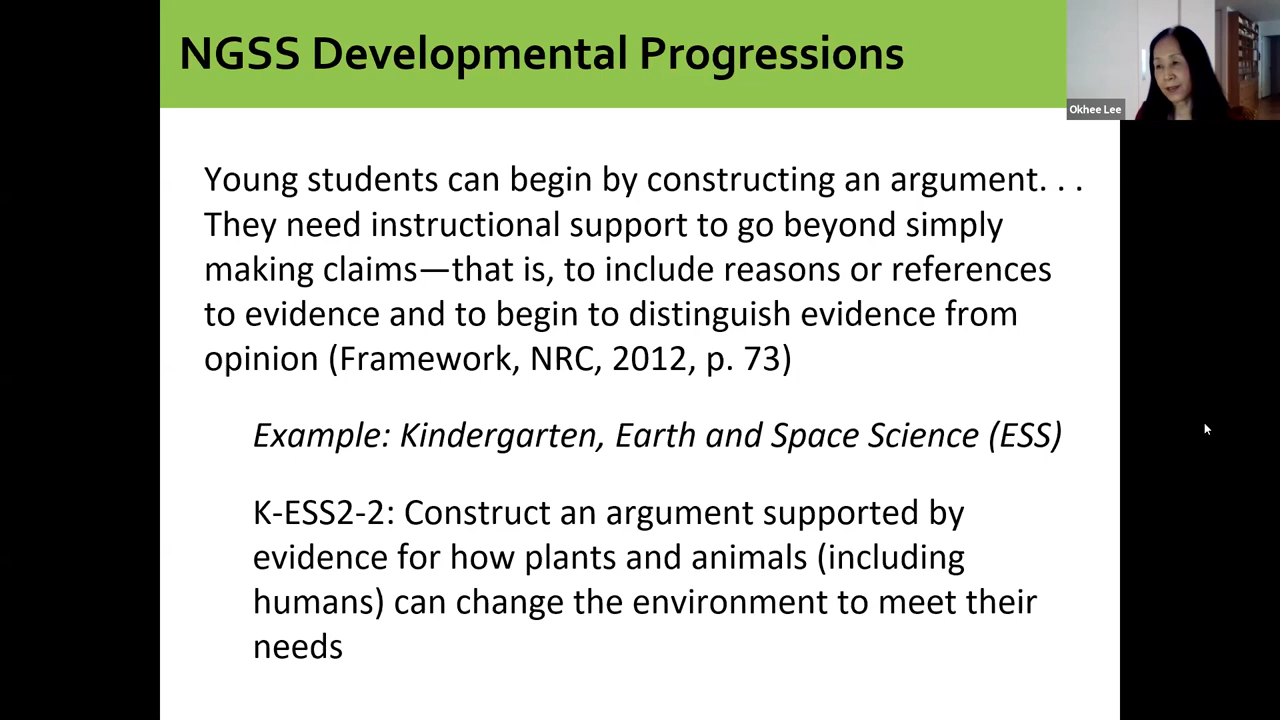 NGSS Developmental Progressions
Okhee Lee
Young students can begin by constructing an argument. . .
They need instructional support to go beyond simply
making claims—that is, to include reasons or references
to evidence and to begin to distinguish evidence from
opinion (Framework, NRC, 2012, p. 73)
Example: Kindergarten, Earth and Space Science (ESS)
K-ESS2-2: Construct an argument supported by
evidence for how plants and animals (including
humans) can change the environment to meet their
needs